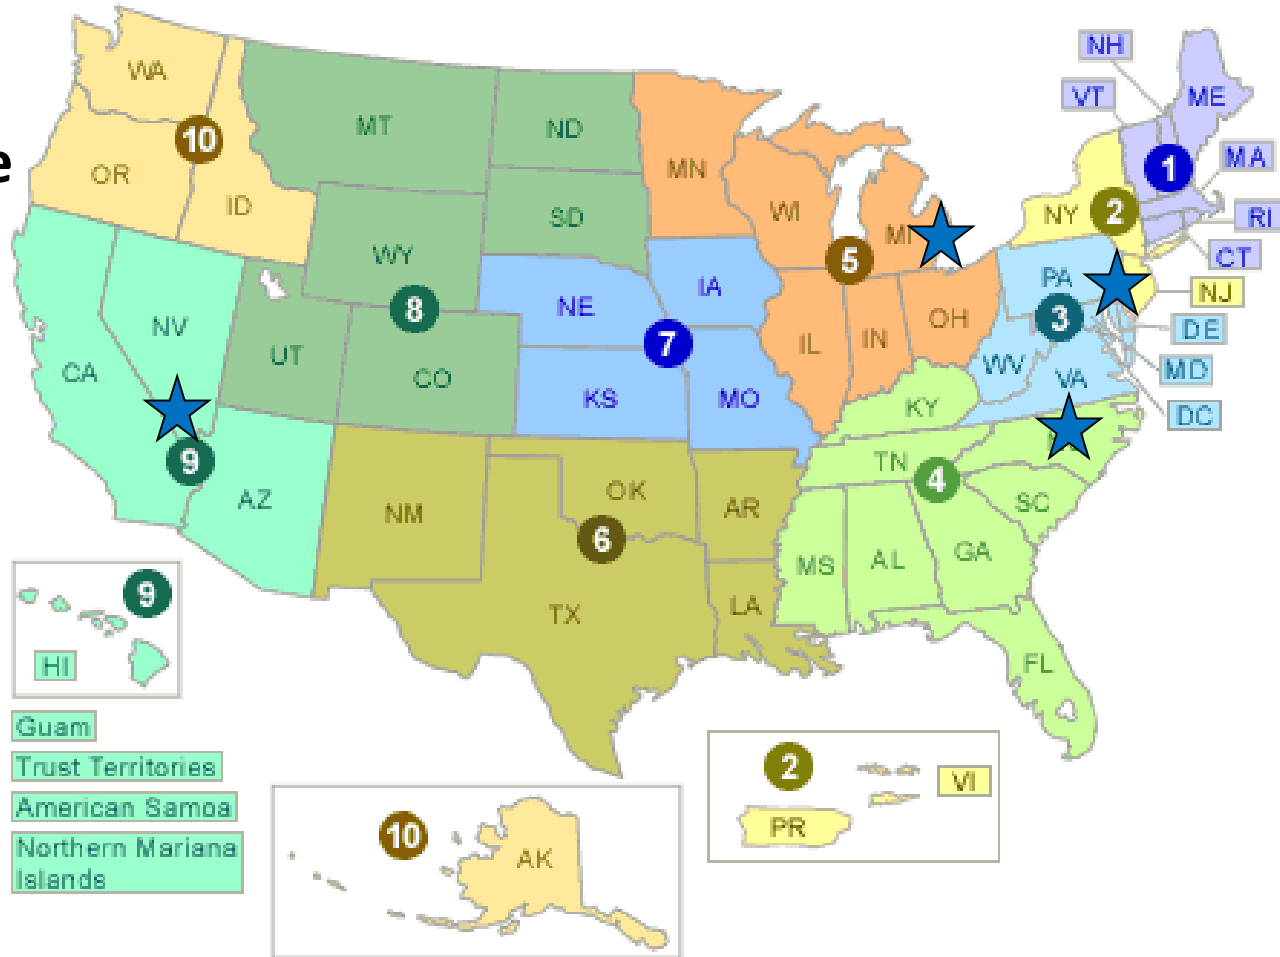 e
WA
10
OR
ID
MT
ND
MN
SD
WY
8
WI
MI
5
NH
VT
ME
1
MA
NY
2
RI
CT
PA
NJ
3
DE
MD
DC
WV
VA
NV
CA
UT
CO
NE
IA
7
KS
MO
IL
IN
OH
KY
TN
4
SC
9
AZ
NM
OK
6
AR
TX
LA
MS
AL
GA
FL
9
HI
Guam
Trust Territories
American Samoa
Northern Mariana
Islands
10
AK
2
VI
PR